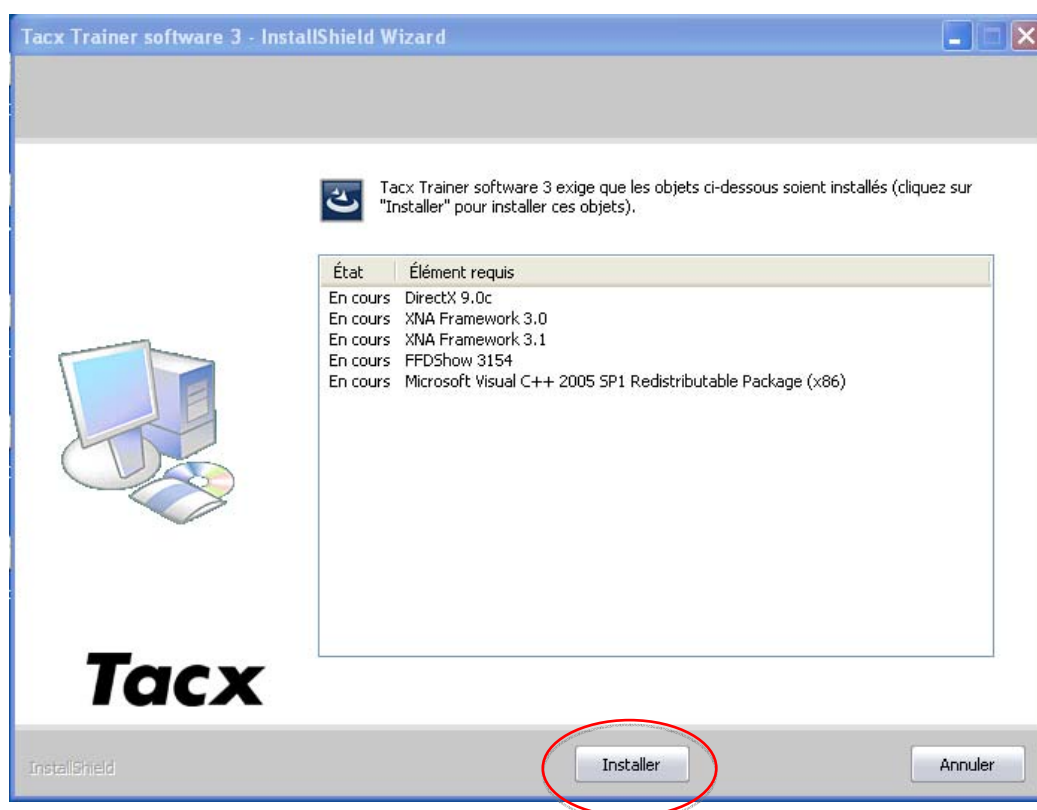 Tacx Trainer software 3 - InstallShield Wizard
Tacx Trainer software 3 exige que les objets ci-dessous soient installés (cliquez sur
"Installer" pour installer ces objets).
État Élément requis
En cours DirectX 9.0c
En cours XNA Framework 3.0
En cours XNA Framework 3.1
En cours FFDShow 3154
En cours Microsoft Visual C++ 2005 SP1 Redistributable Package (x86)
Tacx
InstallShield
Installer
Annuler